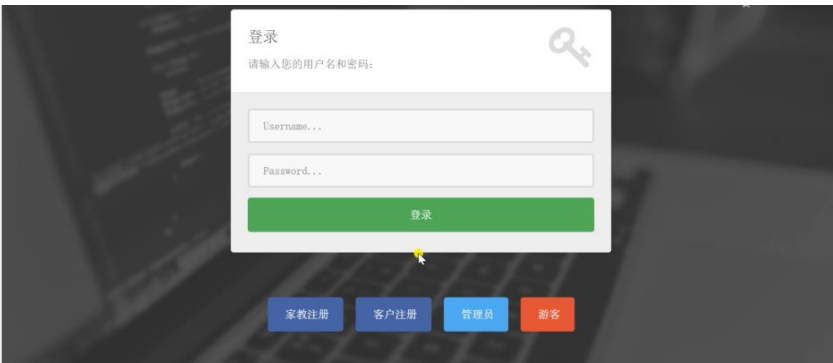 登录
请输入您的用户名和密码：
Username...
Password...
登录
家教注册 客户注册 管理员 游客